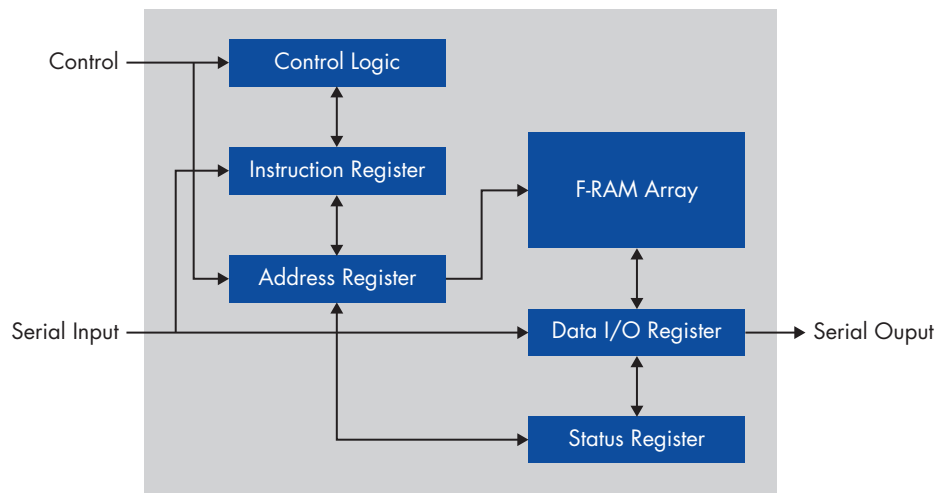 Control
Control Logic
Instruction Register
F-RAM Array
Address Register
Serial Input
Data I/O Register
Serial Ouput
Status Register